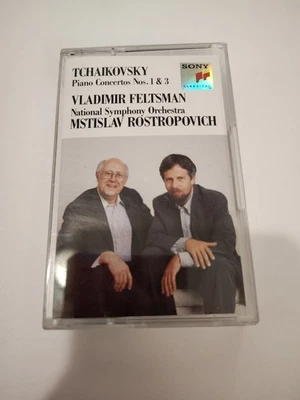 TCHAIKOVSKY
Piano Concertos Nos. 1 & 3
VLADIMIR FELTSMAN
National Symphony Orchestra
MSTISLAV ROSTROPOVICH
SONY
CLASSICAL